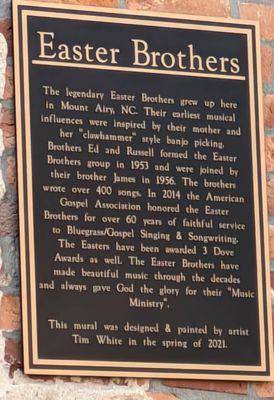 Easter Brothers
The legendary Easter Brothers grew up here
in Mount Airy, NC. Their earliest musical
influences were inspired by their mother and
her "clawhammer" style banjo picking.
Brothers Ed and Russell formed the Easter
Brothers group in 1953 and were joined by
their brother James in 1956. The brothers
wrote over 400 songs. In 2014 the American
Gospel Association honored the Easter
Brothers for over 60 years of faithful service
to Bluegrass/Gospel Singing & Songwriting.
The Easters have been awarded 3 Dove
Awards as well. The Easter Brothers have
made beautiful music through the decades
and always gave God the glory for their "Music
Ministry".
This mural was designed & painted by artist
Tim White in the spring of 2021.